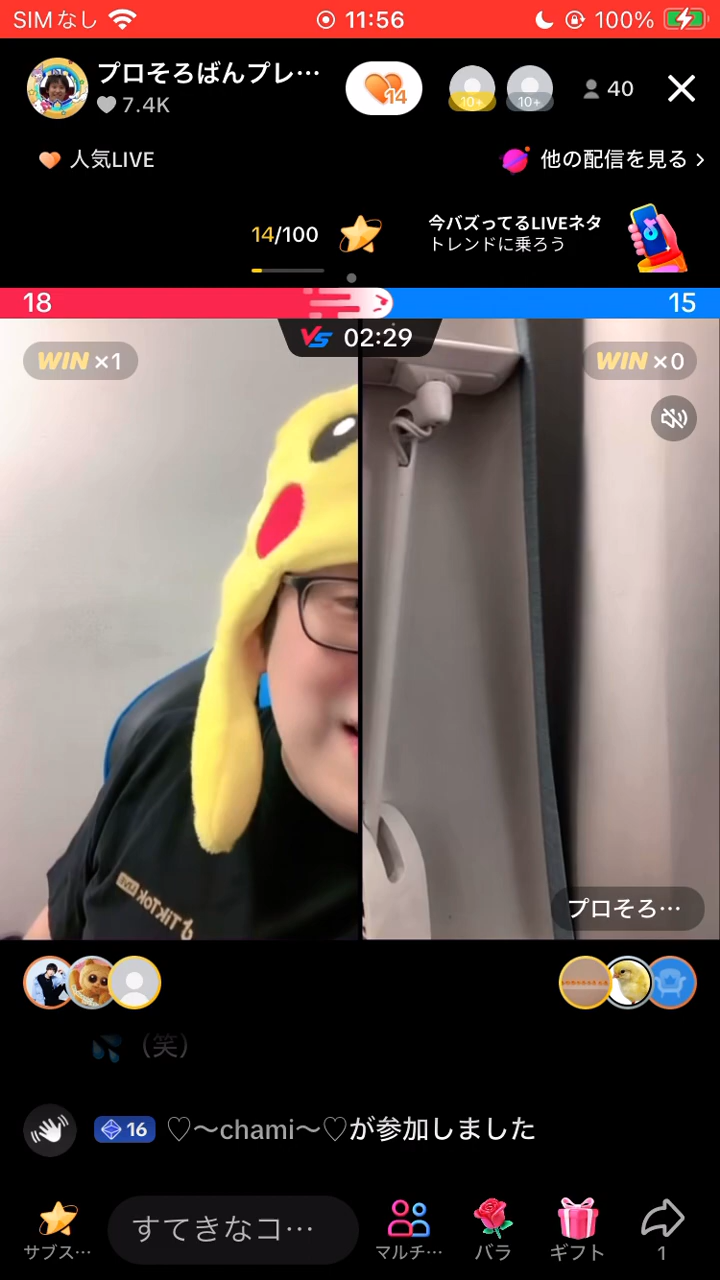 SIMなし 11:56 100%
プロそろばんプレ… 14 10+ 10+ 40
7.4K
人気LIVE 他の配信を見る
14/100 今バズってるLIVEネタ
トレンドに乗ろう
18 15
VS 02:29
WIN ×1 WIN ×0
TikTok LIVE
プロそろ…
(笑)
16 ♡〜chami〜♡が参加しました
すてきなコ…
サブス… マルチ… バラ ギフト 1